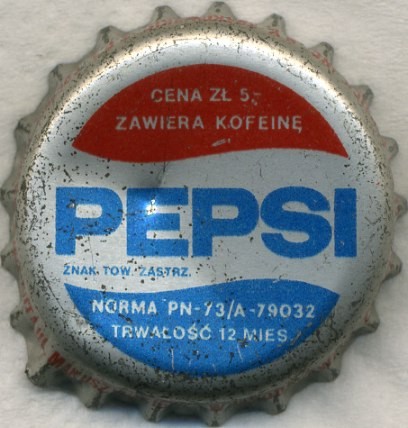 CENA ZŁ 5,-
ZAWIERA KOFEINĘ
PEPSI
ZNAK TOW. ZASTRZ.
NORMA PN-73/A-79032
TRWAŁOŚĆ 12 MIES.